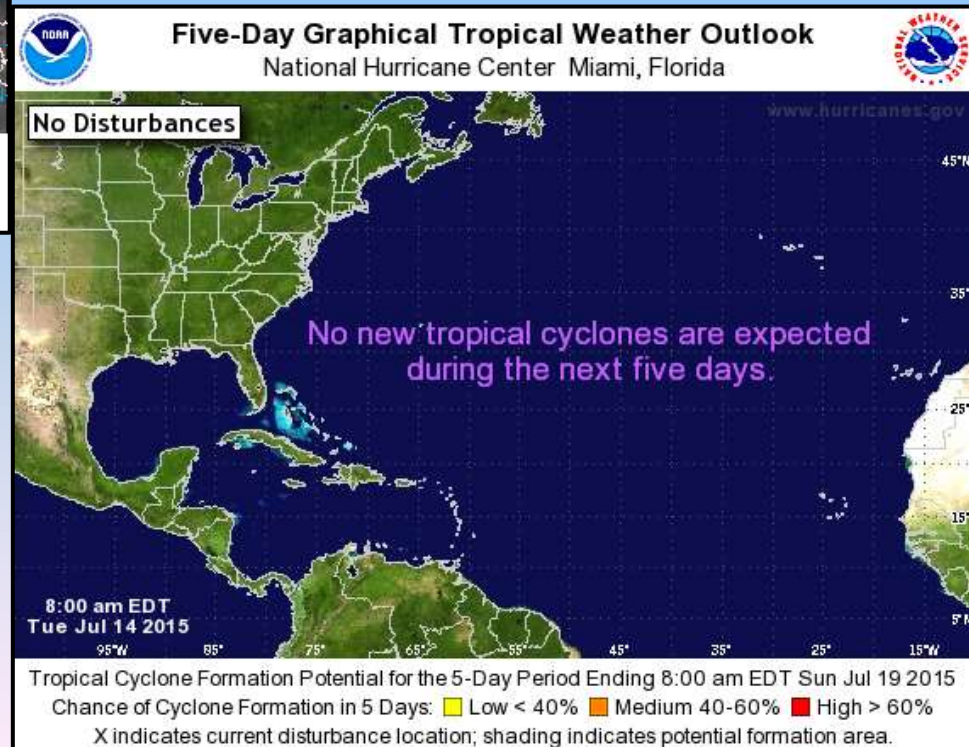 NOAA
Five-Day Graphical Tropical Weather Outlook
National Hurricane Center Miami, Florida
NATIONAL WEATHER SERVICE
No Disturbances
www.hurricanes.gov
45°N
35°
No new tropical cyclones are expected
during the next five days.
25°
15°
8:00 am EDT
Tue Jul 14 2015
5°N
95°W 85° 75° 65° 55° 45° 35° 25° 15°W
Tropical Cyclone Formation Potential for the 5-Day Period Ending 8:00 am EDT Sun Jul 19 2015
Chance of Cyclone Formation in 5 Days: Low < 40% Medium 40-60% High > 60%
X indicates current disturbance location; shading indicates potential formation area.